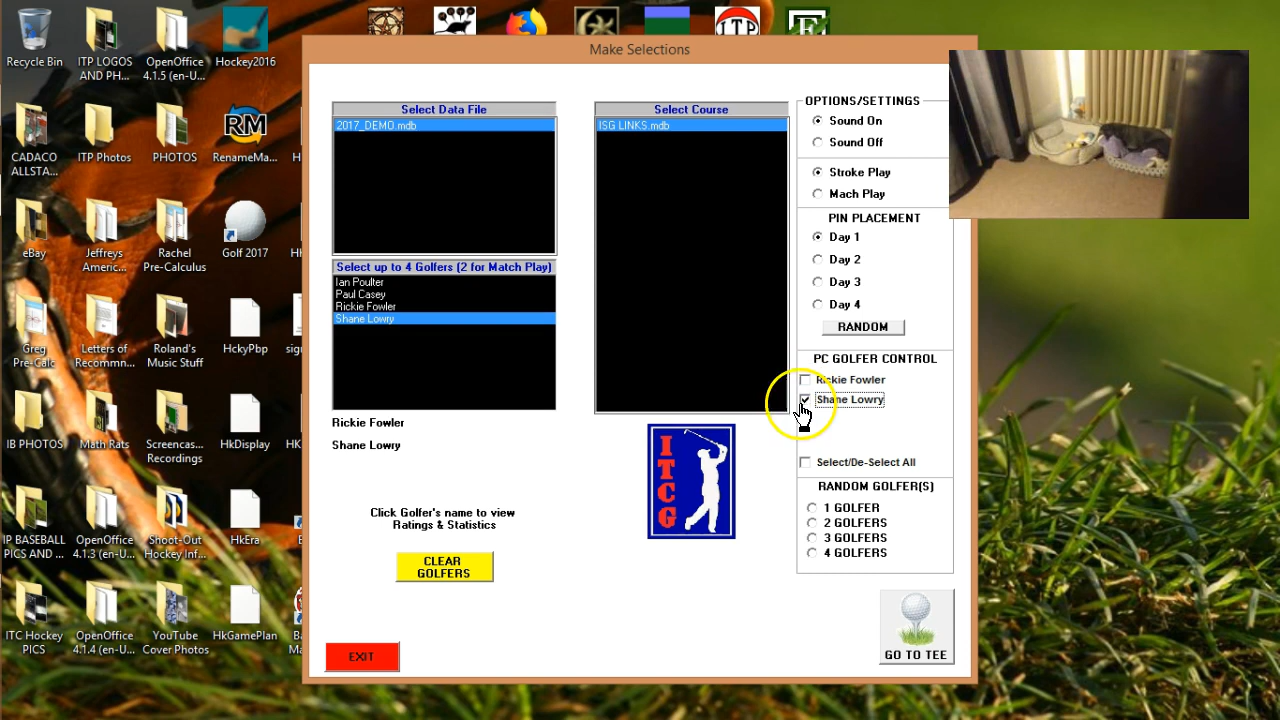 Make Selections
Select Data File
2017_DEMO.mdb
Select up to 4 Golfers (2 for Match Play)
Ian Poulter
Paul Casey
Rickie Fowler
Shane Lowry
Rickie Fowler
Shane Lowry
Click Golfer's name to view
Ratings & Statistics
CLEAR
GOLFERS
EXIT
Select Course
ISG LINKS.mdb
ITCG
OPTIONS/SETTINGS
Sound On
Sound Off
Stroke Play
Mach Play
PIN PLACEMENT
Day 1
Day 2
Day 3
Day 4
RANDOM
PC GOLFER CONTROL
Rickie Fowler
Shane Lowry
Select/De-Select All
RANDOM GOLFER(S)
1 GOLFER
2 GOLFERS
3 GOLFERS
4 GOLFERS
GO TO TEE
Recycle Bin
ITP LOGOS
AND PH...
OpenOffice
4.1.5 (en-U...
Hockey2016
ITP
CADACO
ALLSTA...
ITP Photos
PHOTOS
RM
RenameMa...
eBay
Jeffreys
Americ...
Rachel
Pre-Calculus
Golf 2017
Greg
Pre-Calc
Letters of
Recommn...
Roland's
Music Stuff
HckyPbp
IB PHOTOS
Math Rats
Screencas...
Recordings
HkDisplay
IP BASEBALL
PICS AND ...
OpenOffice
4.1.3 (en-U...
Shoot-Out
Hockey Inf...
HkEra
ITC Hockey
PICS
OpenOffice
4.1.4 (en-U...
YouTube
Cover Photos
HkGamePlan